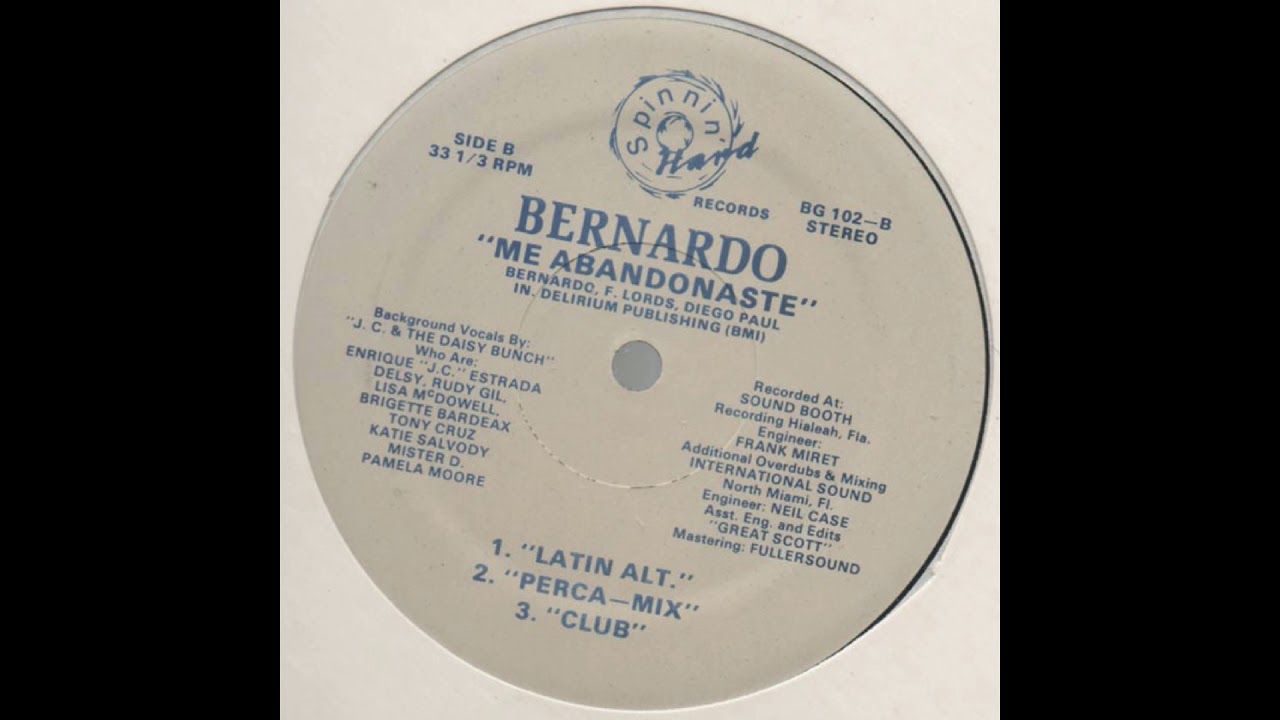 Spinnin'
Hand
RECORDS
SIDE B
33 1/3 RPM
BG 102—B
STEREO
BERNARDO
"ME ABANDONASTE"
BERNARDO, F. LORDS, DIEGO PAUL
IN. DELIRIUM PUBLISHING (BMI)
Background Vocals By:
"J. C. & THE DAISY BUNCH"
Who Are:
ENRIQUE "J.C." ESTRADA
DELSY, RUDY GIL,
LISA McDOWELL,
BRIGETTE BARDEAX
TONY CRUZ
KATIE SALVODY
MISTER D.
PAMELA MOORE
Recorded At:
SOUND BOOTH
Recording Hialeah, Fla.
Engineer:
FRANK MIRET
Additional Overdubs & Mixing
INTERNATIONAL SOUND
North Miami, Fl.
Engineer: NEIL CASE
Asst. Eng. and Edits
"GREAT SCOTT"
Mastering: FULLERSOUND
1. "LATIN ALT."
2. "PERCA—MIX"
3. "CLUB"